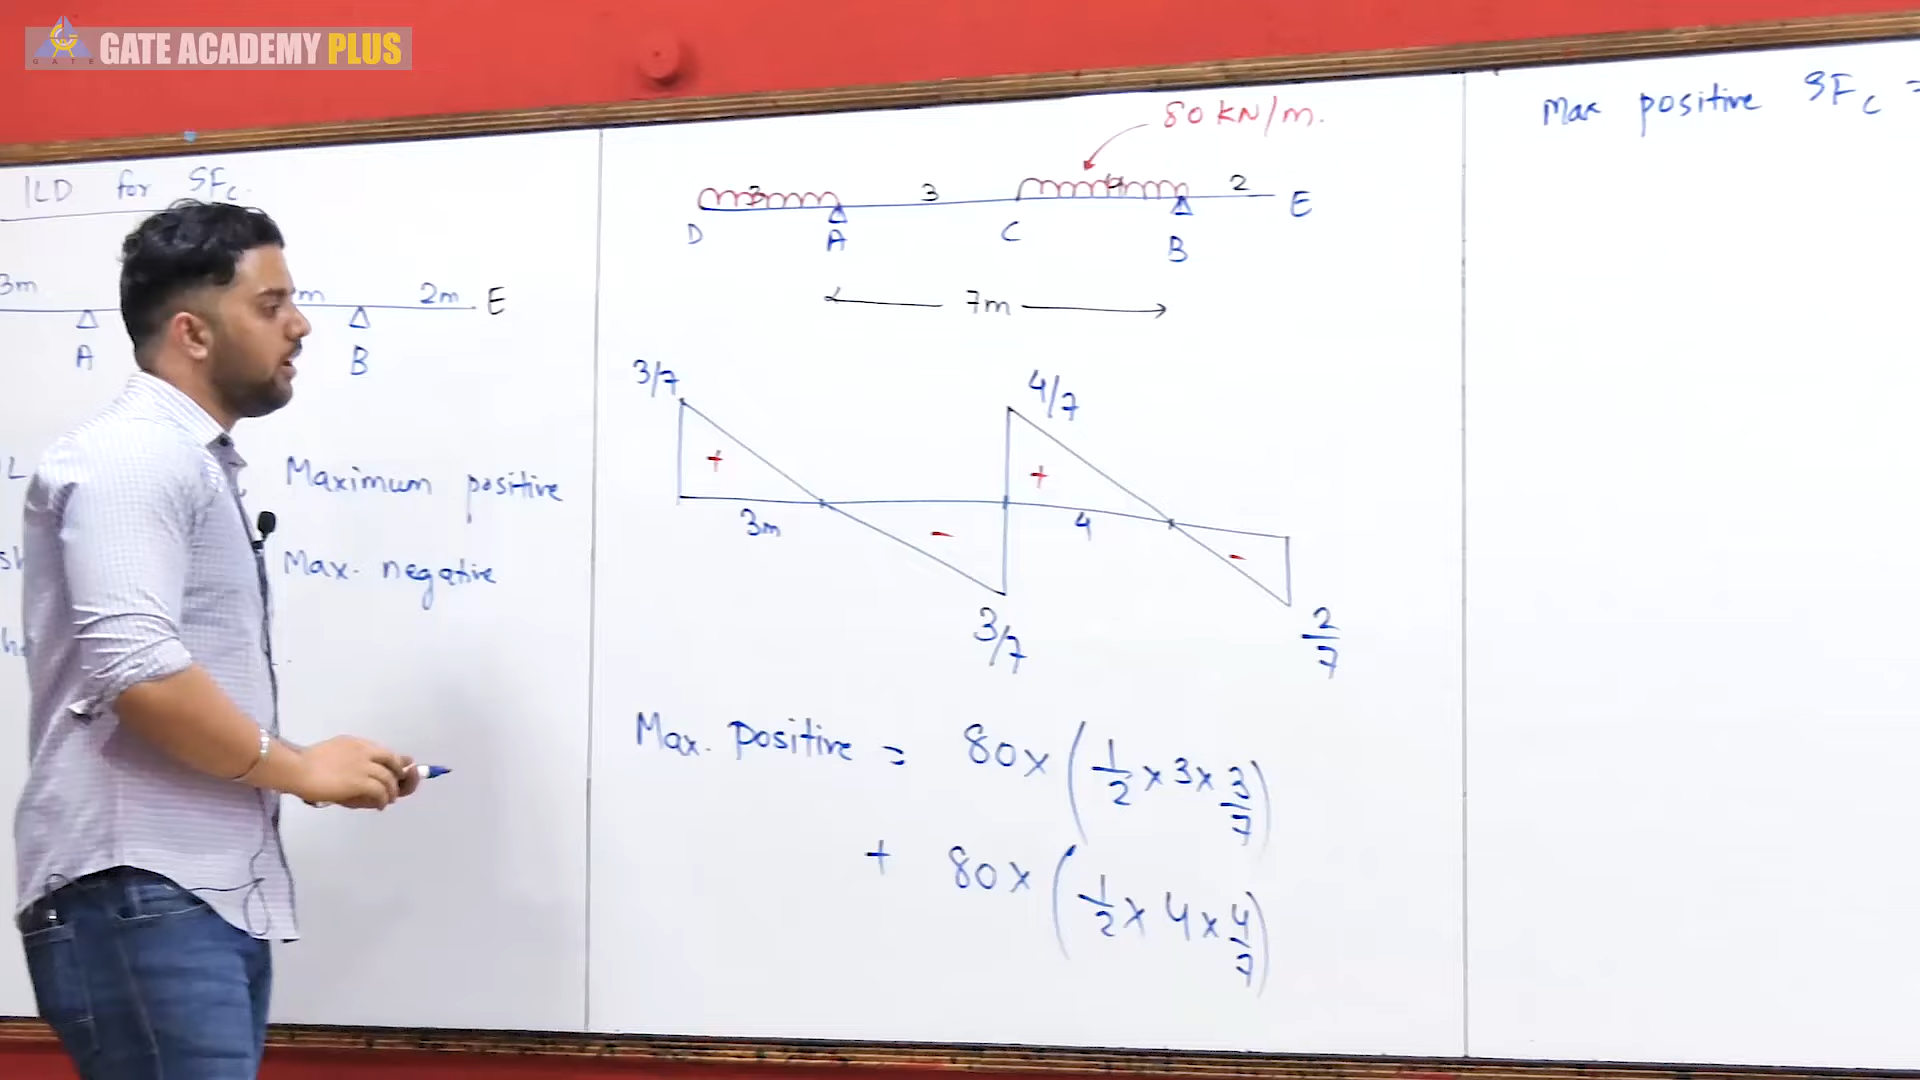 GATE ACADEMY PLUS
GATE
ILD for SFc.
3m
m
2m
E
A
B
L
Maximum positive
Max. negative
80 KN/m.
3
2
D
A
C
B
E
7m
3/7
4/7
+
+
3m
-
4
-
3/7
2/7
Max. positive = 80 x (1/2 x 3 x 3/7)
+ 80 x (1/2 x 4 x 4/7)
Max positive SFc =